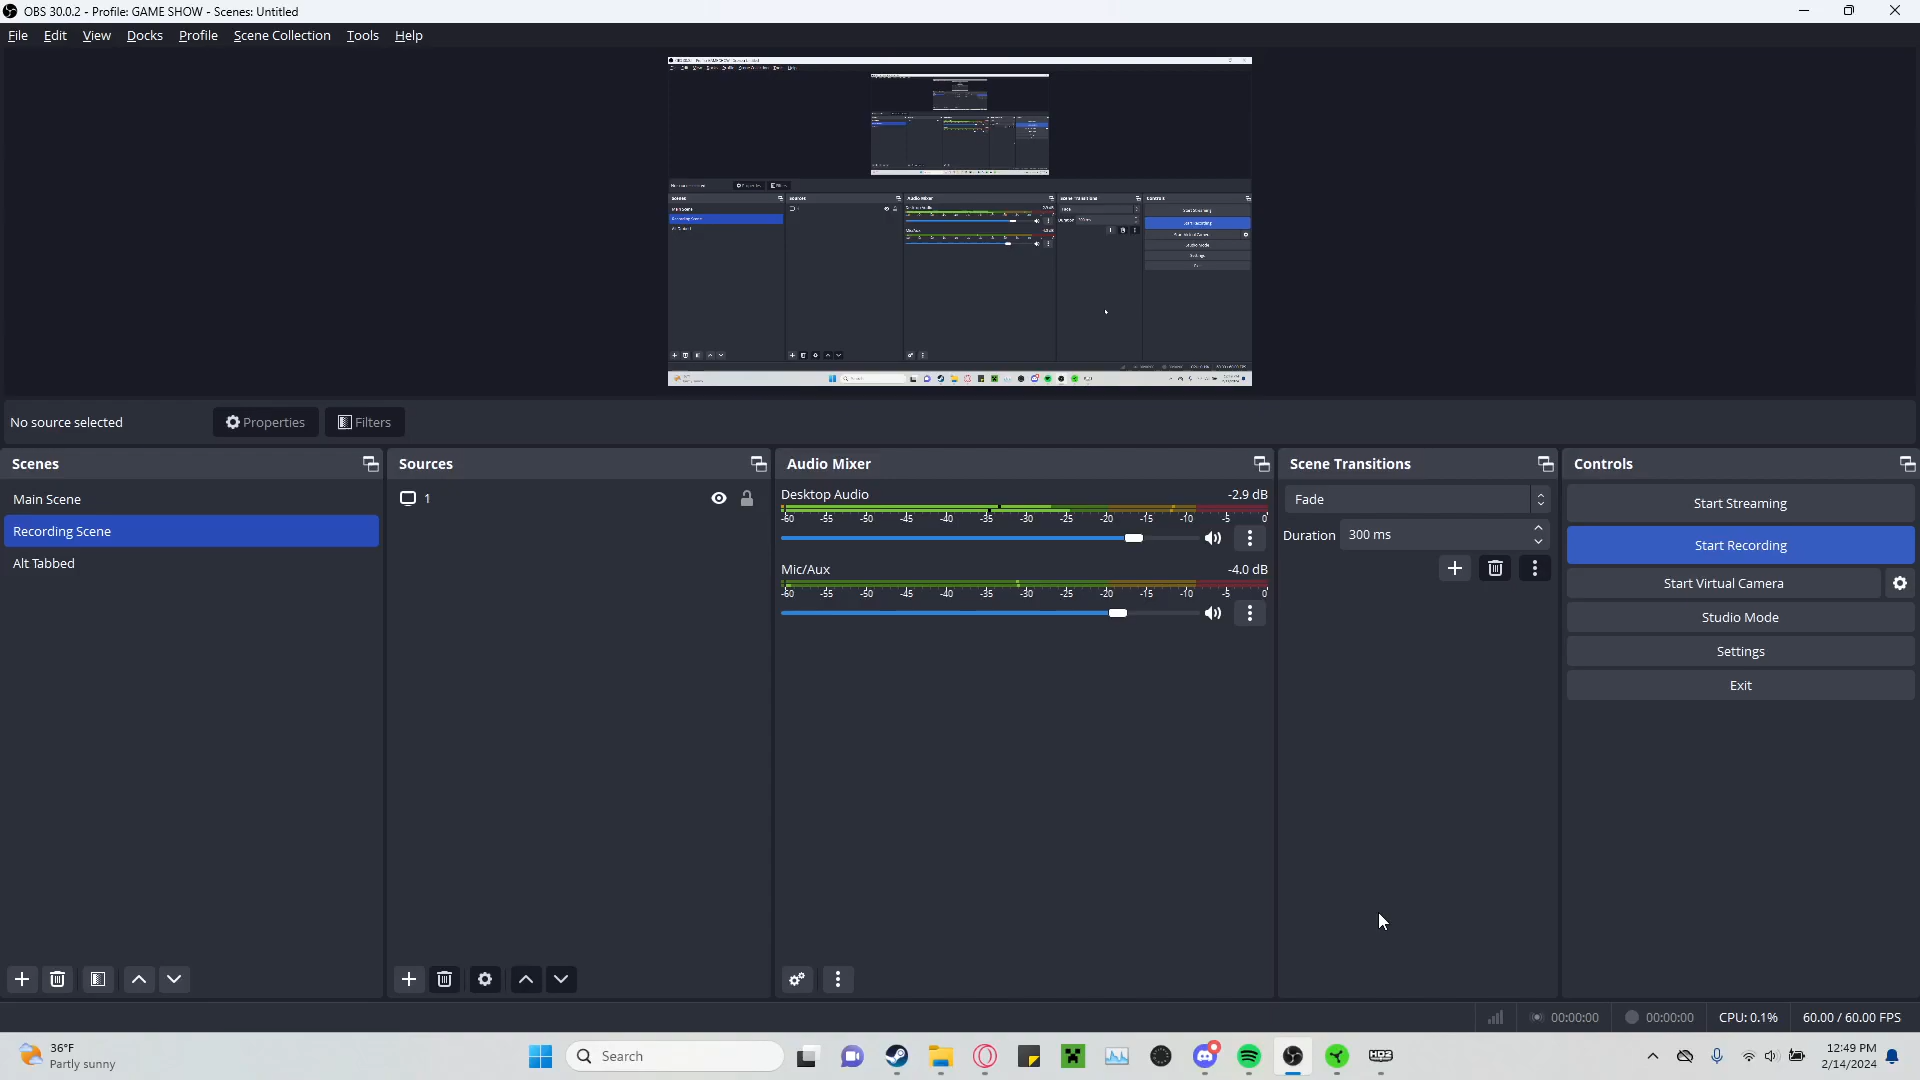 OBS 30.0.2 - Profile: GAME SHOW - Scenes: Untitled
File Edit View Docks Profile Scene Collection Tools Help
No source selected Properties Filters
Scenes
Main Scene
Recording Scene
Alt Tabbed
Sources
1
Audio Mixer
Desktop Audio -2.9 dB
-60 -55 -50 -45 -40 -35 -30 -25 -20 -15 -10 -5 0
Mic/Aux -4.0 dB
-60 -55 -50 -45 -40 -35 -30 -25 -20 -15 -10 -5 0
Scene Transitions
Fade
Duration 300 ms
Controls
Start Streaming
Start Recording
Start Virtual Camera
Studio Mode
Settings
Exit
00:00:00 00:00:00 CPU: 0.1% 60.00 / 60.00 FPS
36°F
Partly sunny
Search
12:49 PM
2/14/2024